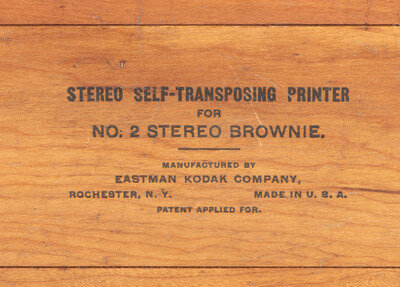 STEREO SELF-TRANSPOSING PRINTER
FOR
NO. 2 STEREO BROWNIE.
MANUFACTURED BY
EASTMAN KODAK COMPANY,
ROCHESTER, N. Y. MADE IN U. S. A.
PATENT APPLIED FOR.